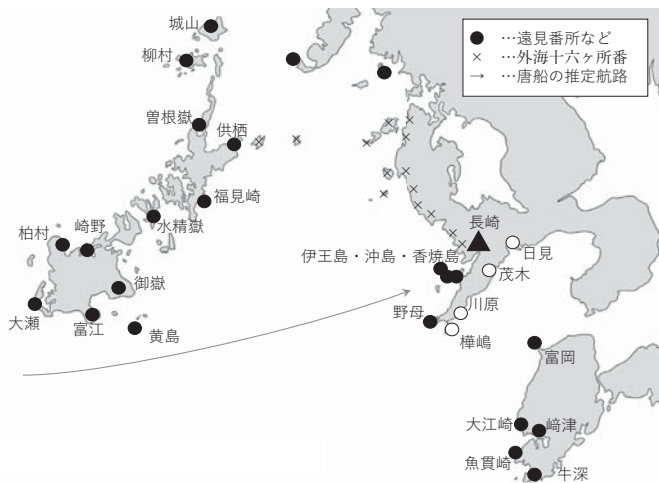 城山
柳村
曽根嶽
供栖
福見崎
水精嶽
柏村
崎野
御嶽
大瀬
富江
黄島
●…遠見番所など
×…外海十六ヶ所番
→…唐船の推定航路
長崎
日見
伊王島・沖島・香焼島
茂木
川原
野母
樺嶋
富岡
大江崎
﨑津
魚貫崎
牛深